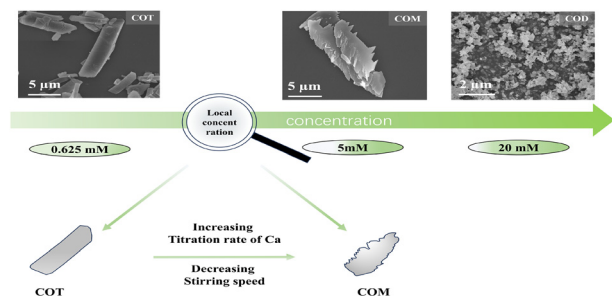 COT
5 μm
COM
5 μm
COD
2 μm
Local
concent
ration
concentration
0.625 mM
5mM
20 mM
Increasing
Titration rate of Ca
Decreasing
Stirring speed
COT
COM